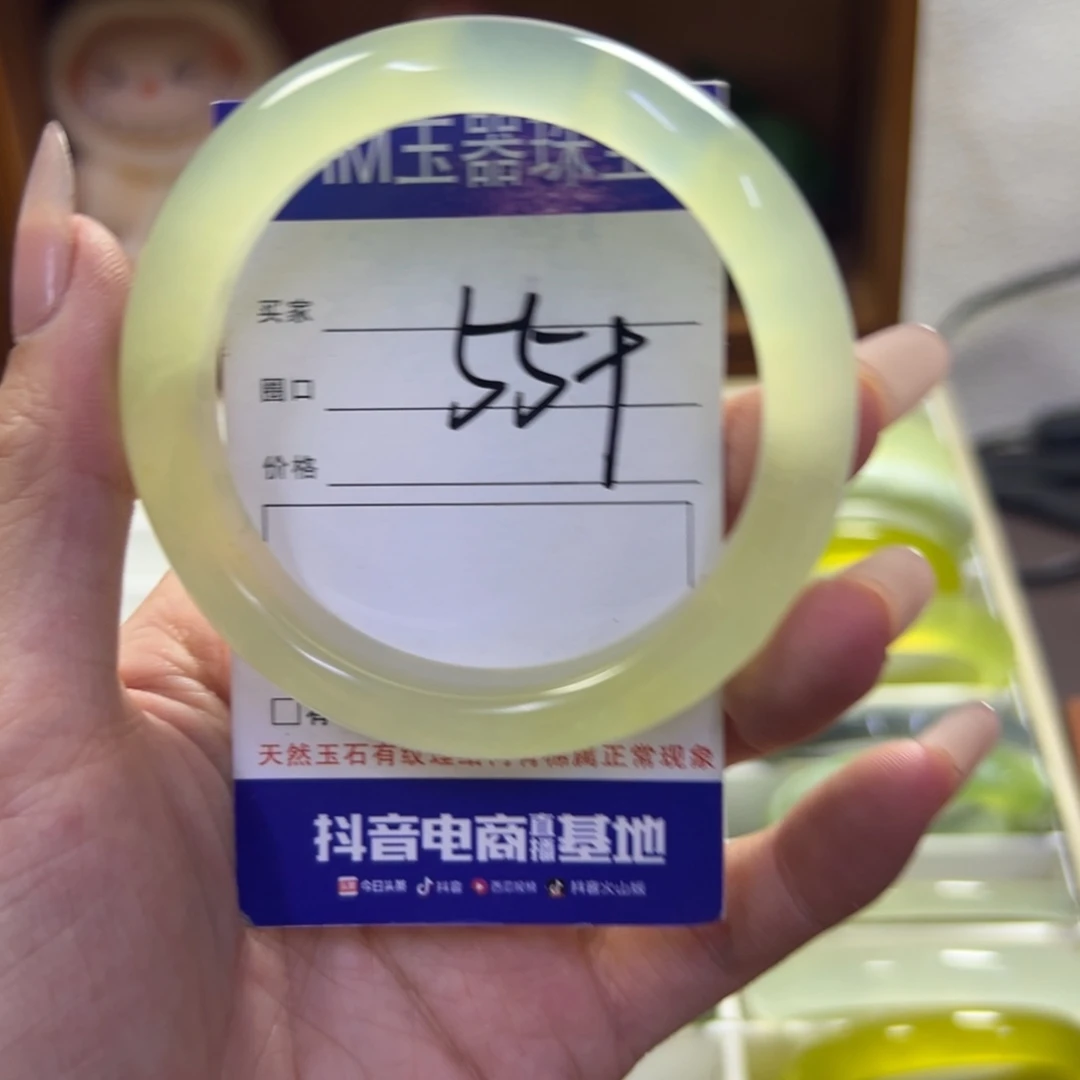 玉器珠
买家
圈口
55
价格
天然玉石有纹 属正常现象
抖音电商直播基地
今日头条 抖音 西瓜视频 抖音火山版